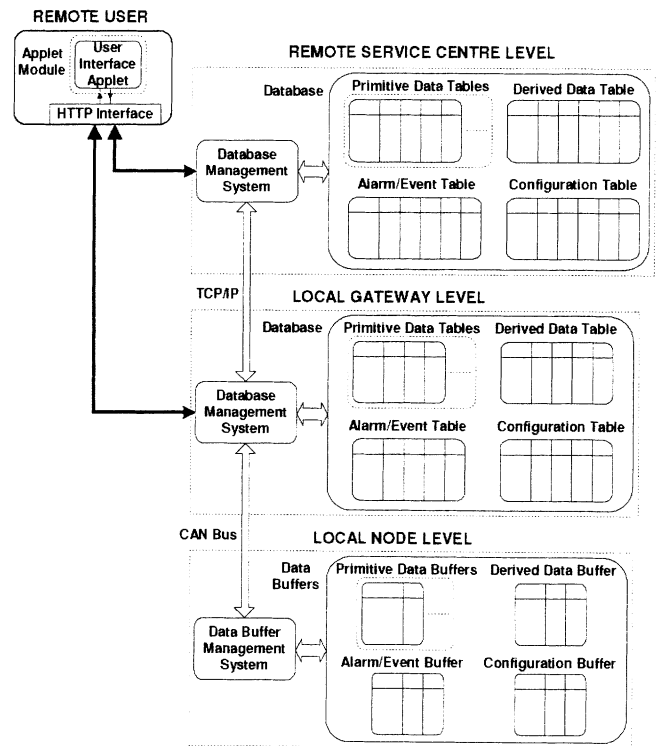 REMOTE USER
Applet
Module
User
Interface
Applet
HTTP Interface
REMOTE SERVICE CENTRE LEVEL
Database
Primitive Data Tables
Derived Data Table
Database
Management
System
Alarm/Event Table
Configuration Table
TCP/IP
LOCAL GATEWAY LEVEL
Database
Primitive Data Tables
Derived Data Table
Database
Management
System
Alarm/Event Table
Configuration Table
CAN Bus
LOCAL NODE LEVEL
Data
Buffers
Primitive Data Buffers
Derived Data Buffer
Data Buffer
Management
System
Alarm/Event Buffer
Configuration Buffer